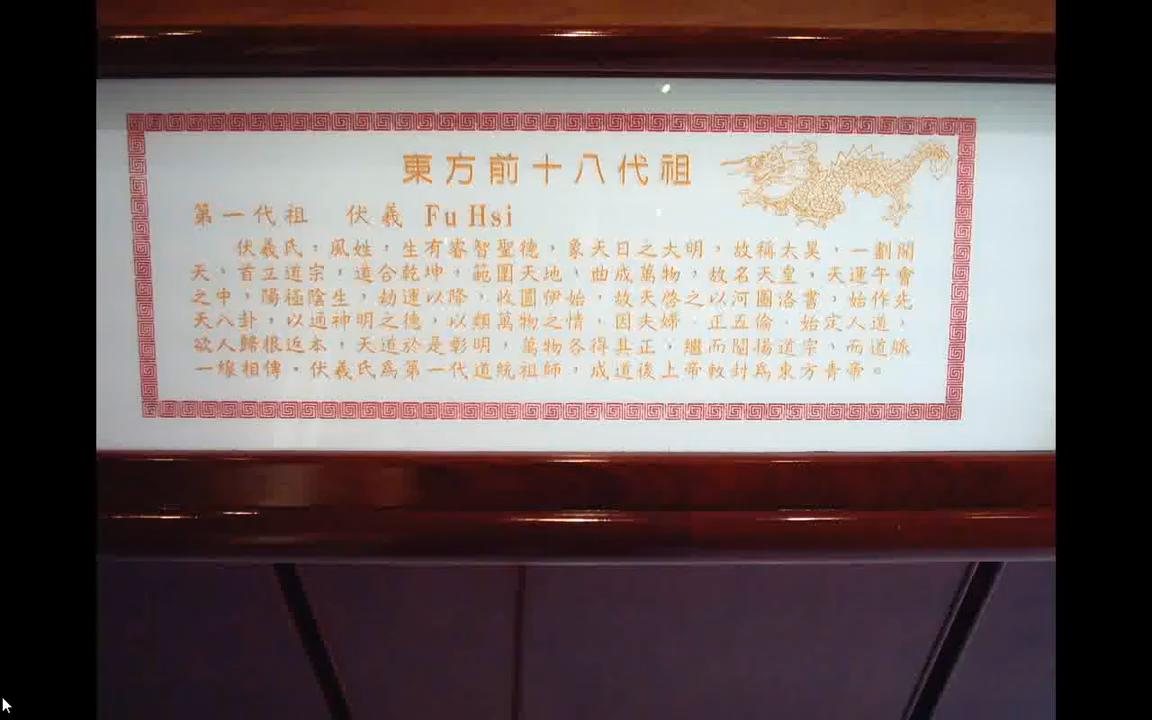 東方前十八代祖
第一代祖 伏羲 Fu Hsi
伏羲氏，風姓，生有睿智聖德，象天日之大明，故稱太昊，一劃開
天，首立道宗，道合乾坤，範圍天地，曲成萬物，故名天皇，天運午會
之中，陽極陰生，劫運以降，收圓伊始，故天啓之以河圖洛書，始作先
天八卦，以通神明之德，以類萬物之情，因夫婦，正五倫，始定人道，
欲人歸根返本，天道於是彰明，萬物各得其正，繼而闡揚道宗，而道脈
一線相傳。伏羲氏爲第一代道統祖師，成道後上帝敕封爲東方青帝。